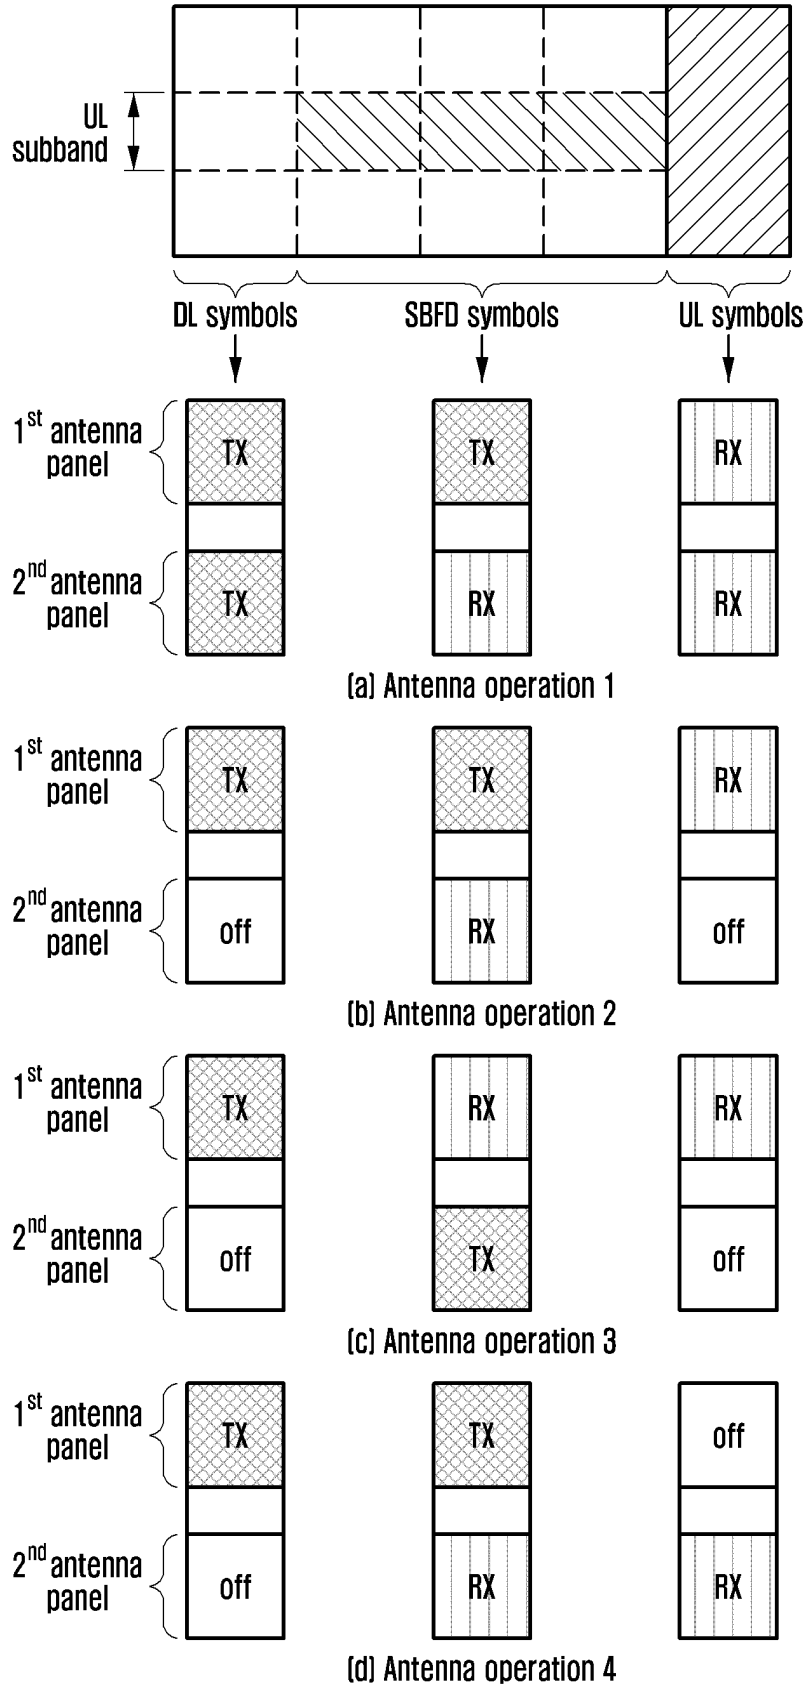 UL
subband
DL symbols
SBFD symbols
UL symbols
1st antenna
panel
TX
TX
RX
2nd antenna
panel
TX
RX
RX
(a) Antenna operation 1
1st antenna
panel
TX
TX
RX
2nd antenna
panel
off
RX
off
(b) Antenna operation 2
1st antenna
panel
TX
RX
RX
2nd antenna
panel
off
TX
off
(c) Antenna operation 3
1st antenna
panel
TX
TX
off
2nd antenna
panel
off
RX
RX
(d) Antenna operation 4